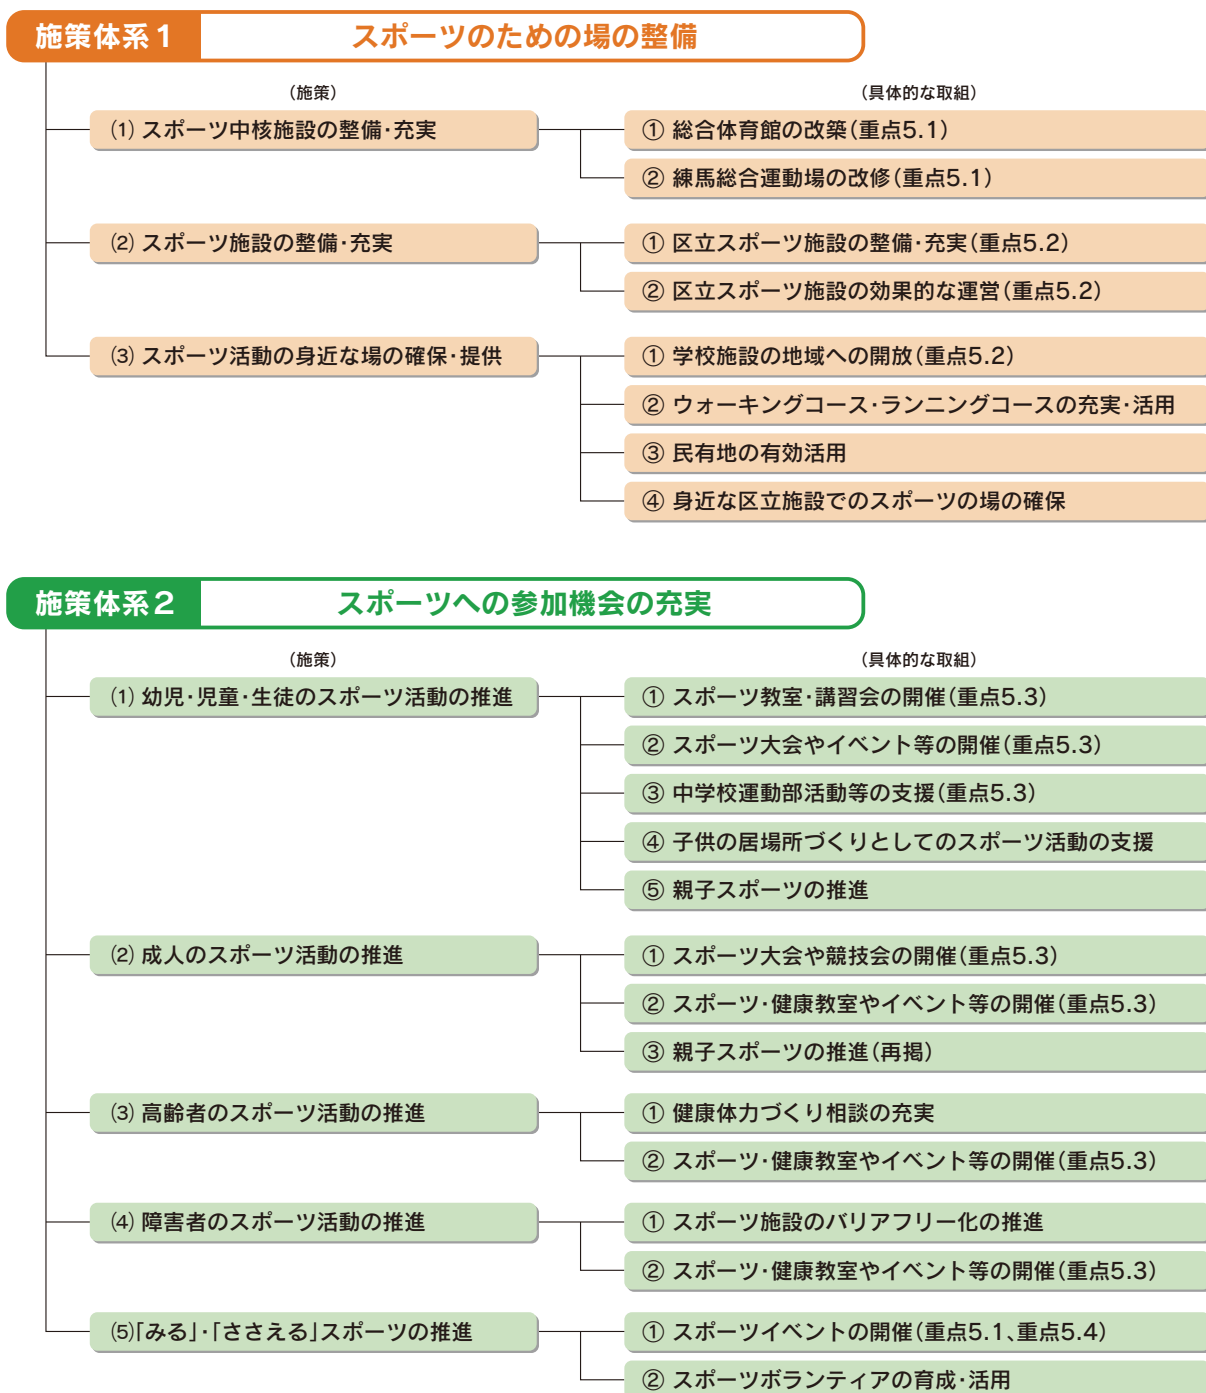 施策体系1 スポーツのための場の整備
(施策) (具体的な取組)
(1) スポーツ中核施設の整備・充実 ① 総合体育館の改築(重点5.1)
② 練馬総合運動場の改修(重点5.1)
(2) スポーツ施設の整備・充実 ① 区立スポーツ施設の整備・充実(重点5.2)
② 区立スポーツ施設の効果的な運営(重点5.2)
(3) スポーツ活動の身近な場の確保・提供 ① 学校施設の地域への開放(重点5.2)
② ウォーキングコース・ランニングコースの充実・活用
③ 民有地の有効活用
④ 身近な区立施設でのスポーツの場の確保
施策体系2 スポーツへの参加機会の充実
(施策) (具体的な取組)
(1) 幼児・児童・生徒のスポーツ活動の推進 ① スポーツ教室・講習会の開催(重点5.3)
② スポーツ大会やイベント等の開催(重点5.3)
③ 中学校運動部活動等の支援(重点5.3)
④ 子供の居場所づくりとしてのスポーツ活動の支援
⑤ 親子スポーツの推進
(2) 成人のスポーツ活動の推進 ① スポーツ大会や競技会の開催(重点5.3)
② スポーツ・健康教室やイベント等の開催(重点5.3)
③ 親子スポーツの推進(再掲)
(3) 高齢者のスポーツ活動の推進 ① 健康体力づくり相談の充実
② スポーツ・健康教室やイベント等の開催(重点5.3)
(4) 障害者のスポーツ活動の推進 ① スポーツ施設のバリアフリー化の推進
② スポーツ・健康教室やイベント等の開催(重点5.3)
(5)「みる」・「ささえる」スポーツの推進 ① スポーツイベントの開催(重点5.1、重点5.4)
② スポーツボランティアの育成・活用